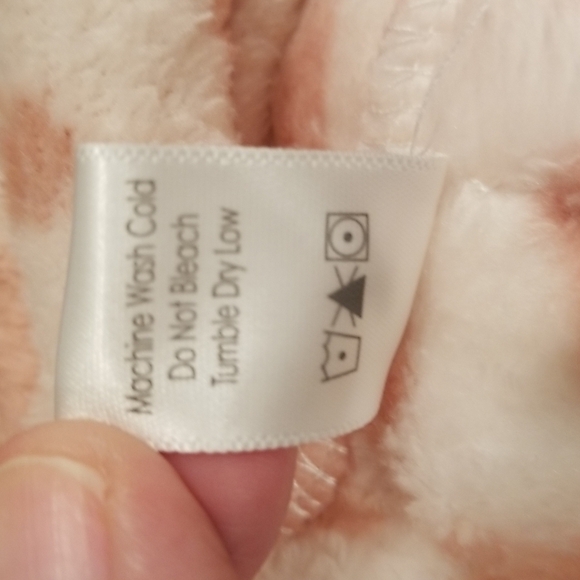 Machine Wash Cold
Do Not Bleach
Tumble Dry Low